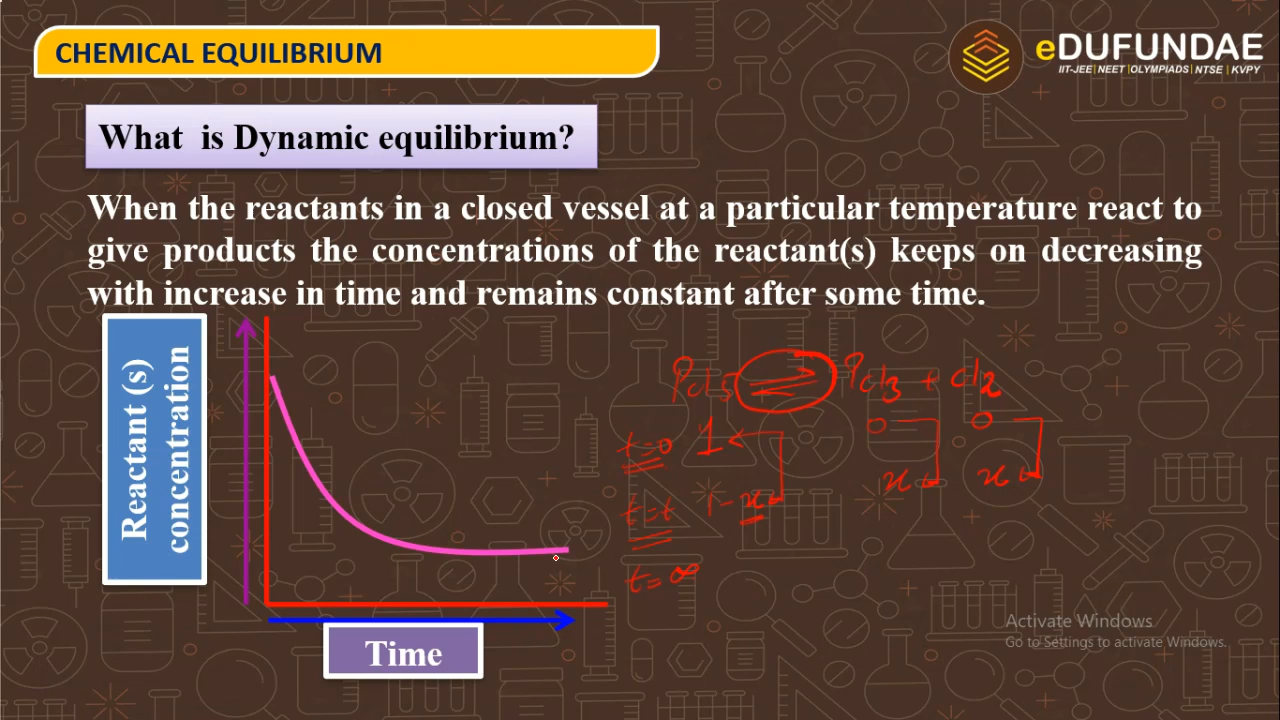 CHEMICAL EQUILIBRIUM
eDUFUNDAE
IIT-JEE|NEET|OLYMPIADS|NTSE|KVPY
What is Dynamic equilibrium?
When the reactants in a closed vessel at a particular temperature react to
give products the concentrations of the reactant(s) keeps on decreasing
with increase in time and remains constant after some time.
Reactant (s)
concentration
Time
Pcl5 ⇌ Pcl3 + cl2
t=0 1 0 0
t=t 1-x x x
t=∞
Activate Windows
Go to Settings to activate Windows.